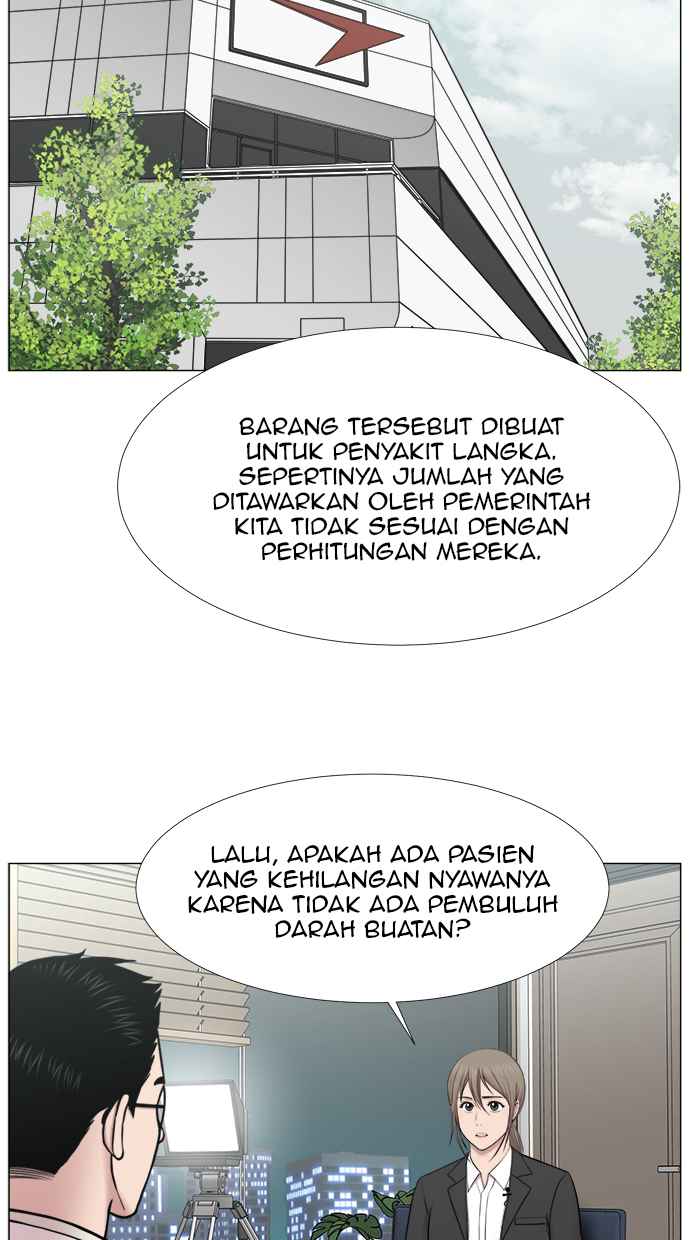 BARANG TERSEBUT DIBUAT
UNTUK PENYAKIT LANGKA.
SEPERTINYA JUMLAH YANG
DITAWARKAN OLEH PEMERINTAH
KITA TIDAK SESUAI DENGAN
PERHITUNGAN MEREKA.
LALU, APAKAH ADA PASIEN
YANG KEHILANGAN NYAWANYA
KARENA TIDAK ADA PEMBULUH
DARAH BUATAN?